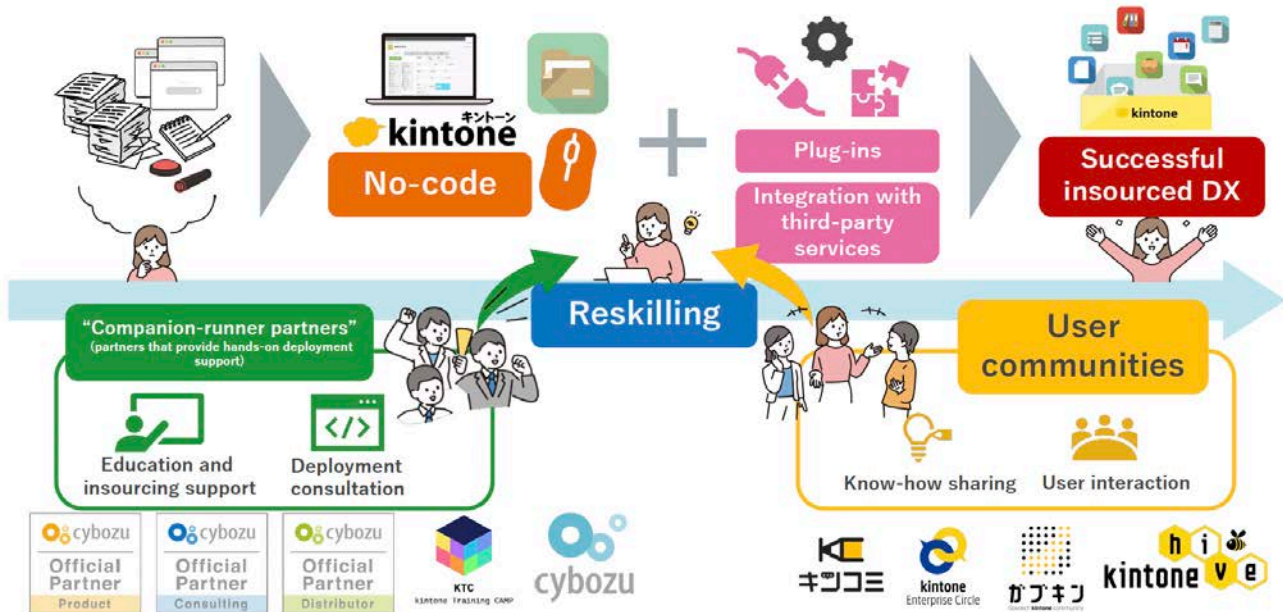 キントーン
kintone
No-code
Plug-ins
Integration with
third-party
services
kintone
Successful
insourced DX
Reskilling
“Companion-runner partners”
(partners that provide hands-on deployment
support)
Education and
insourcing support
Deployment
consultation
User
communities
Know-how sharing
User interaction
cybozu
Official
Partner
Product
cybozu
Official
Partner
Consulting
cybozu
Official
Partner
Distributor
KTC
kintone Training CAMP
cybozu
キツコミ
kintone
Enterprise Circle
ガブキン
kintone
hive